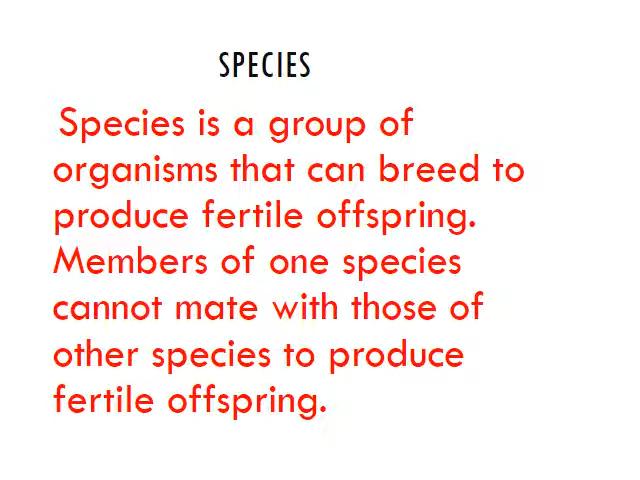 SPECIES
Species is a group of
organisms that can breed to
produce fertile offspring.
Members of one species
cannot mate with those of
other species to produce
fertile offspring.